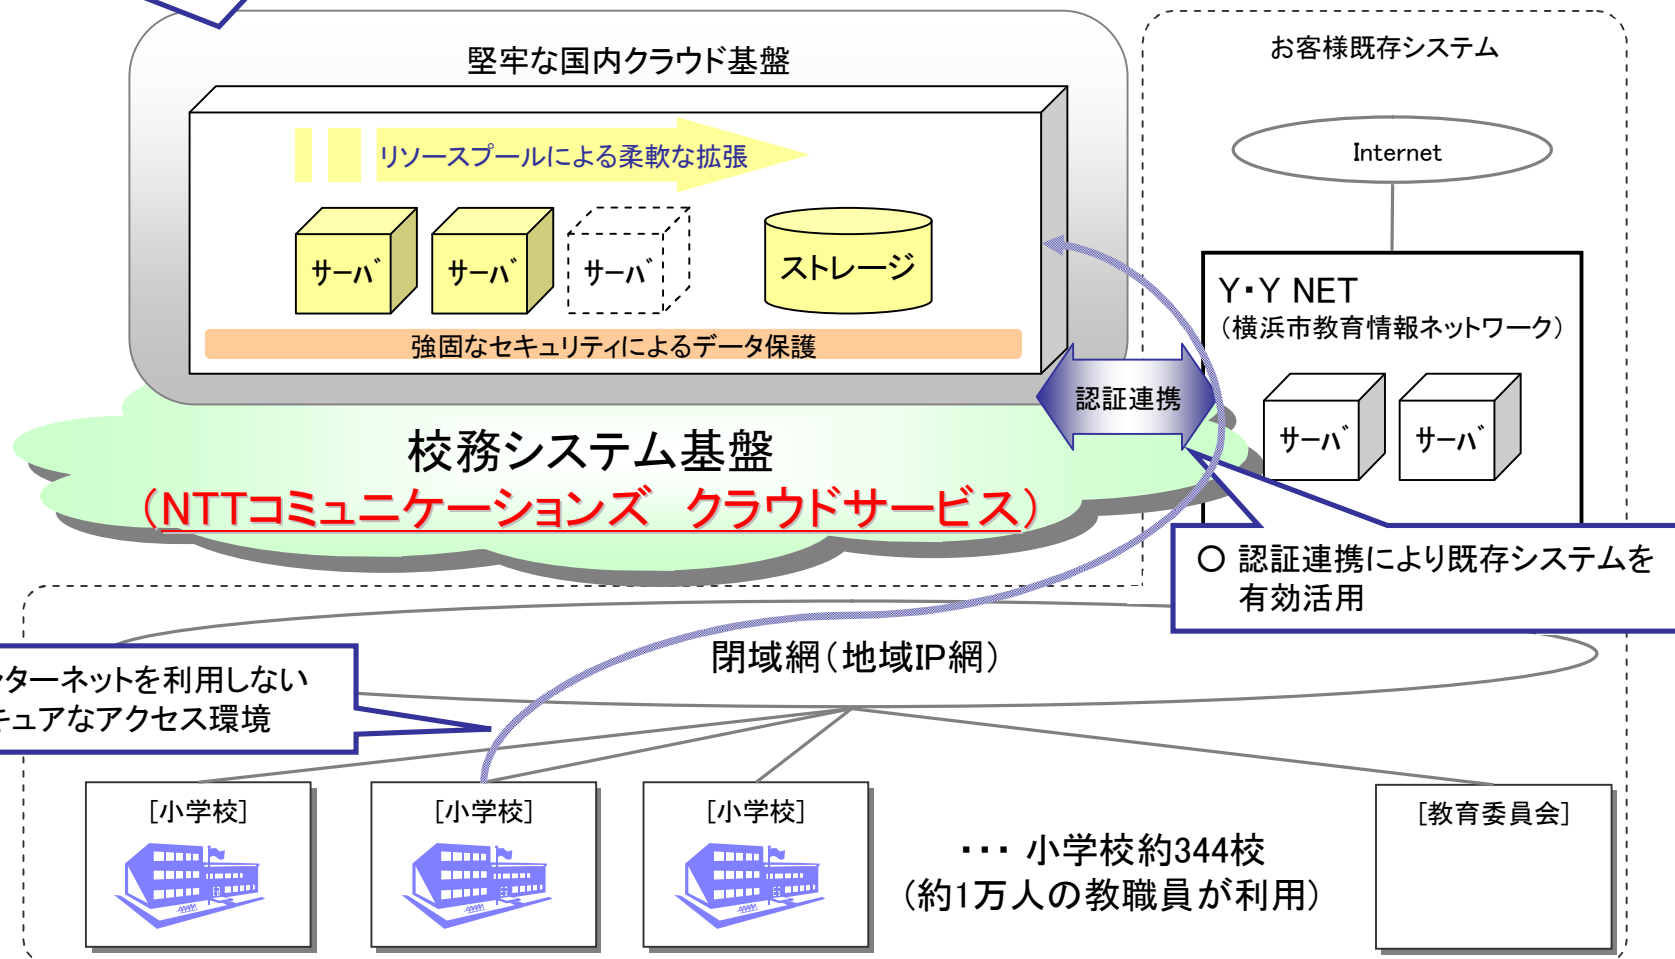 堅牢な国内クラウド基盤
お客様既存システム
リソースプールによる柔軟な拡張
Internet
サーバ
サーバ
サーバ
ストレージ
Y・Y NET
（横浜市教育情報ネットワーク）
強固なセキュリティによるデータ保護
認証連携
サーバ
サーバ
校務システム基盤
（NTTコミュニケーションズ　クラウドサービス）
○ 認証連携により既存システムを
有効活用
閉域網（地域IP網）
ターネットを利用しない
キュアなアクセス環境
［小学校］
［小学校］
［小学校］
［教育委員会］
・・・ 小学校約344校
（約1万人の教職員が利用）